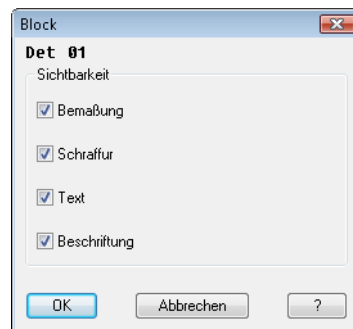 Block
Det 01
Sichtbarkeit
Bemaßung
Schraffur
Text
Beschriftung
OK Abbrechen ?